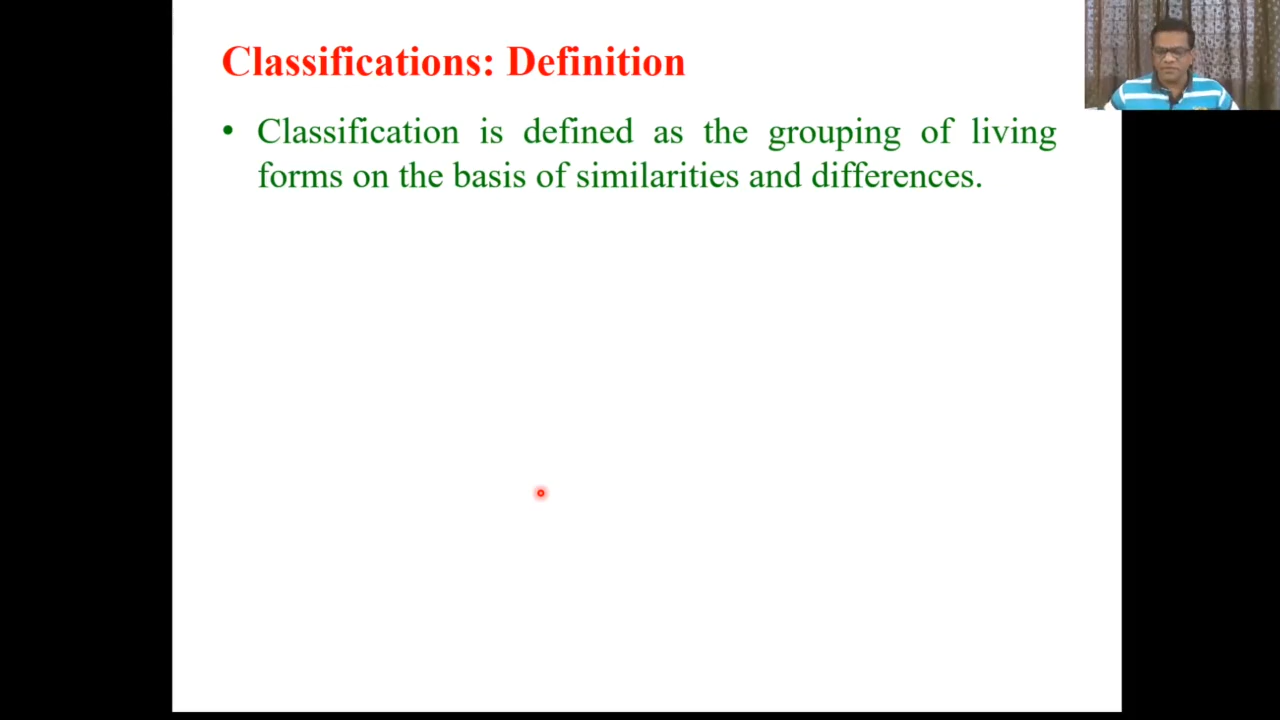 Classifications: Definition
• Classification is defined as the grouping of living
forms on the basis of similarities and differences.